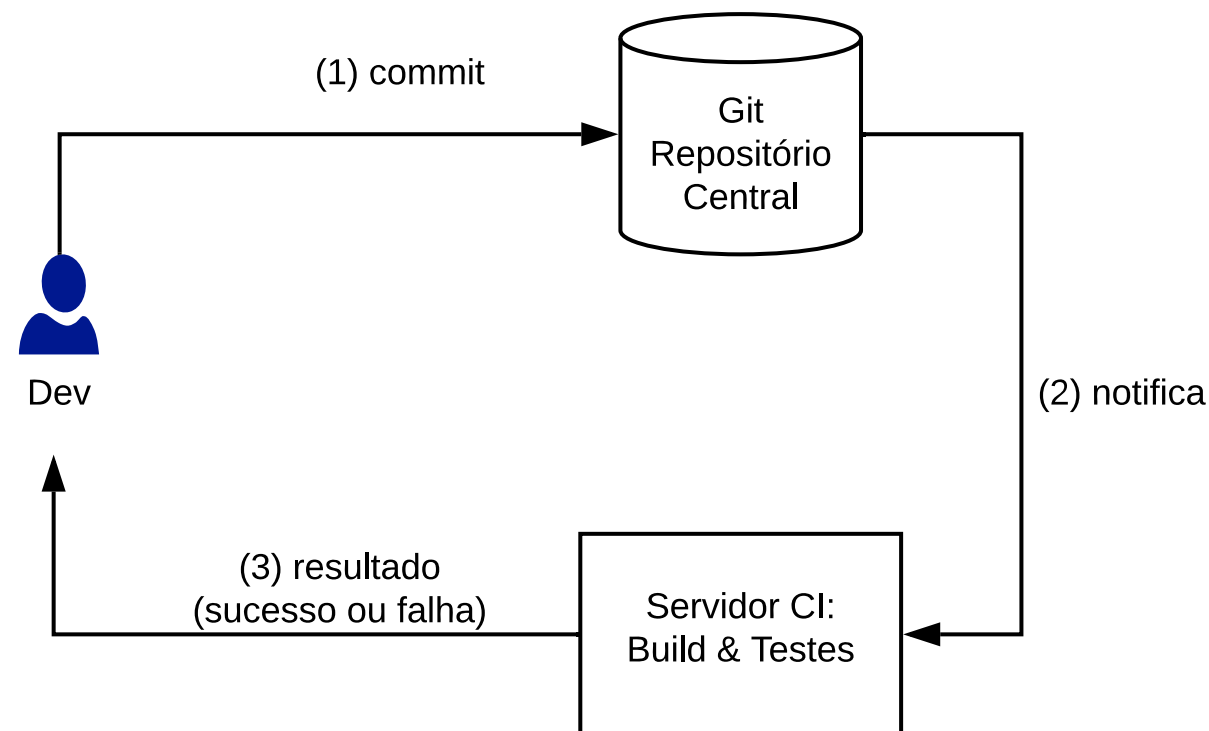 (1) commit
Git
Repositório
Central
Dev
(2) notifica
(3) resultado
(sucesso ou falha)
Servidor CI:
Build & Testes